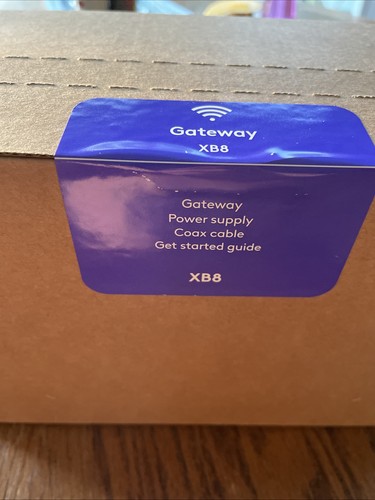 Gateway
XB8
Gateway
Power supply
Coax cable
Get started guide
XB8